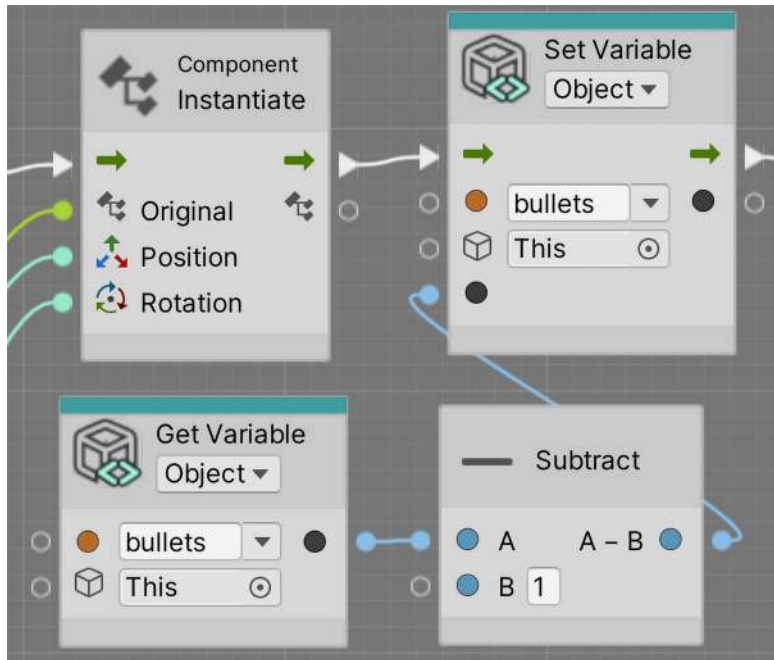 Component
Instantiate
Original
Position
Rotation
Set Variable
Object
bullets
This
Get Variable
Object
bullets
This
Subtract
A
A – B
B 1